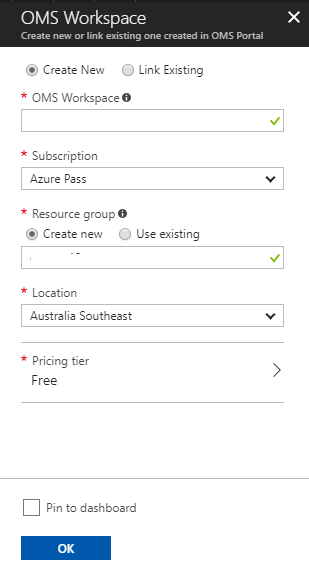 OMS Workspace
Create new or link existing one created in OMS Portal
Create New Link Existing
* OMS Workspace
* Subscription
Azure Pass
* Resource group
Create new Use existing
* Location
Australia Southeast
* Pricing tier
Free
Pin to dashboard
OK